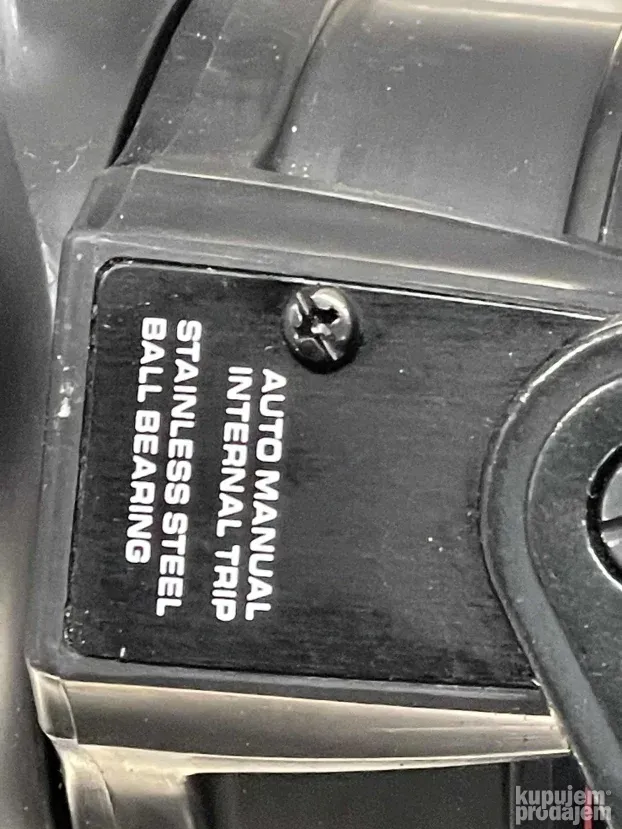 AUTO MANUAL
INTERNAL TRIP
STAINLESS STEEL
BALL BEARING
kupujem
prodajem